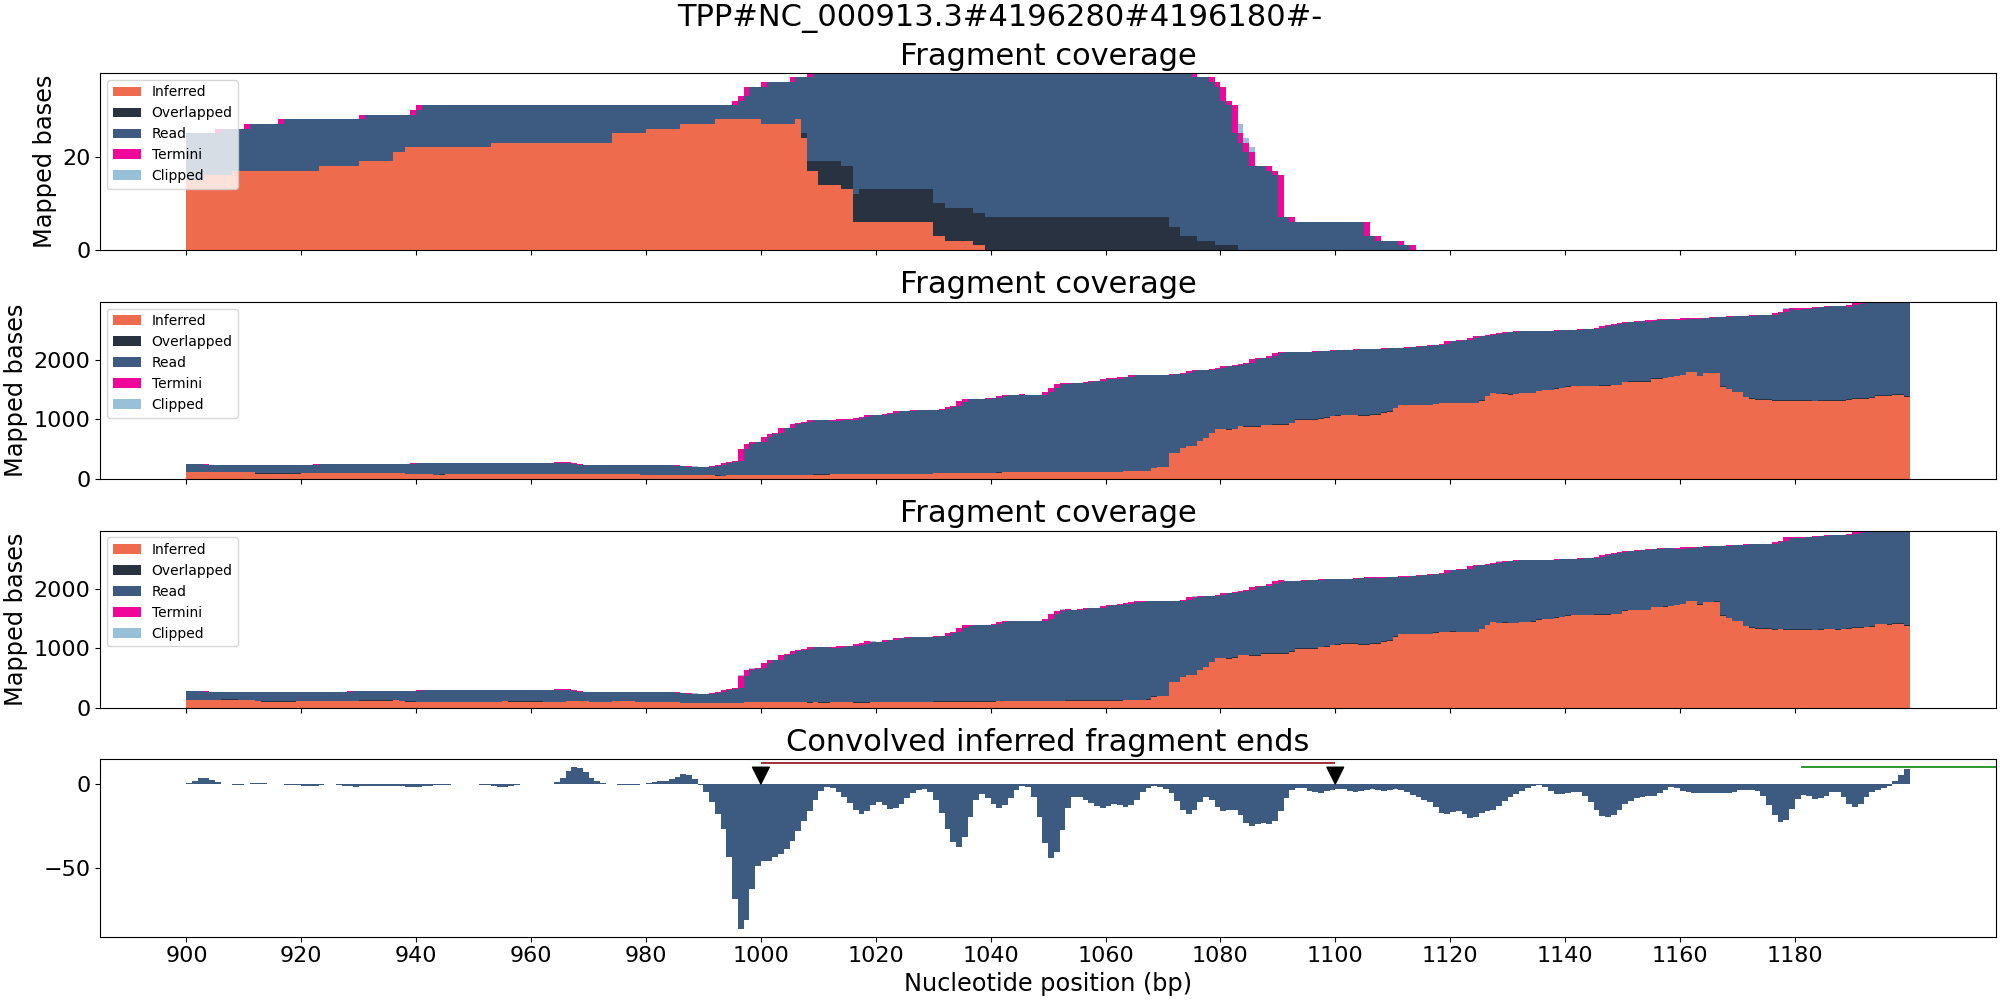 TPP#NC_000913.3#4196280#4196180#-
Fragment coverage
Mapped bases
20
0
Inferred
Overlapped
Read
Termini
Clipped
Fragment coverage
Mapped bases
2000
1000
0
Inferred
Overlapped
Read
Termini
Clipped
Fragment coverage
Mapped bases
2000
1000
0
Inferred
Overlapped
Read
Termini
Clipped
Convolved inferred fragment ends
0
−50
900 920 940 960 980 1000 1020 1040 1060 1080 1100 1120 1140 1160 1180
Nucleotide position (bp)